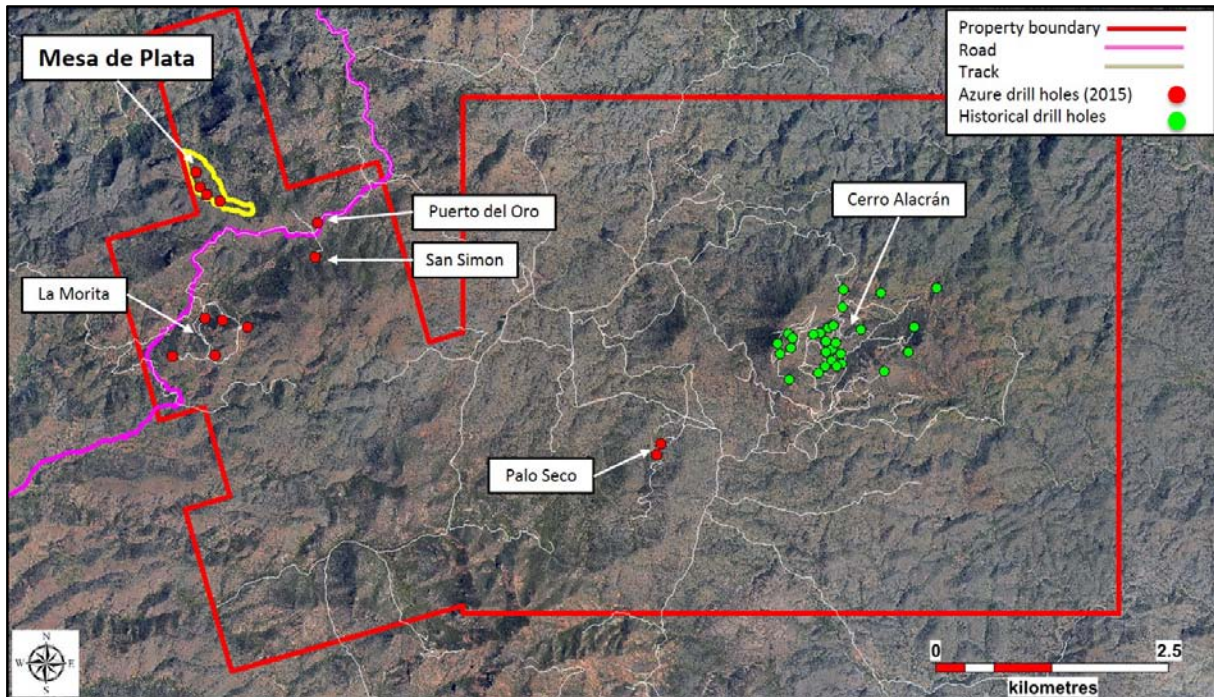 Mesa de Plata
Property boundary
Road
Track
Azure drill holes (2015)
Historical drill holes
Cerro Alacrán
Puerto del Oro
San Simon
La Morita
Palo Seco
N
W E
S
0 2.5
kilometres